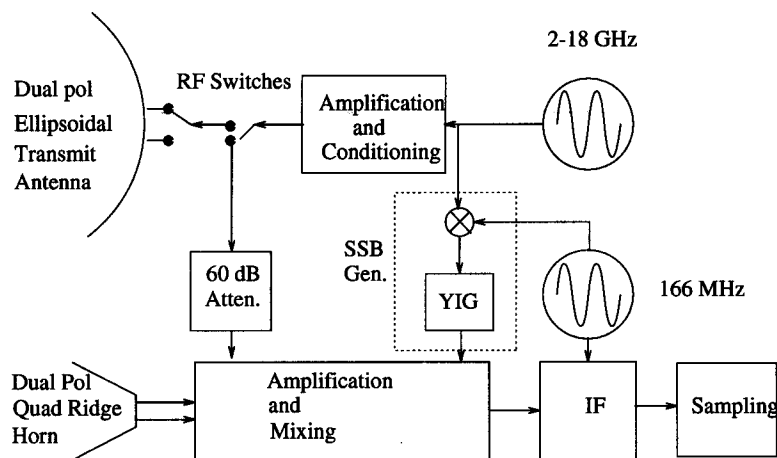 2-18 GHz
Dual pol
Ellipsoidal
Transmit
Antenna
RF Switches
Amplification
and
Conditioning
SSB
Gen.
60 dB
Atten.
YIG
166 MHz
Dual Pol
Quad Ridge
Horn
Amplification
and
Mixing
IF
Sampling